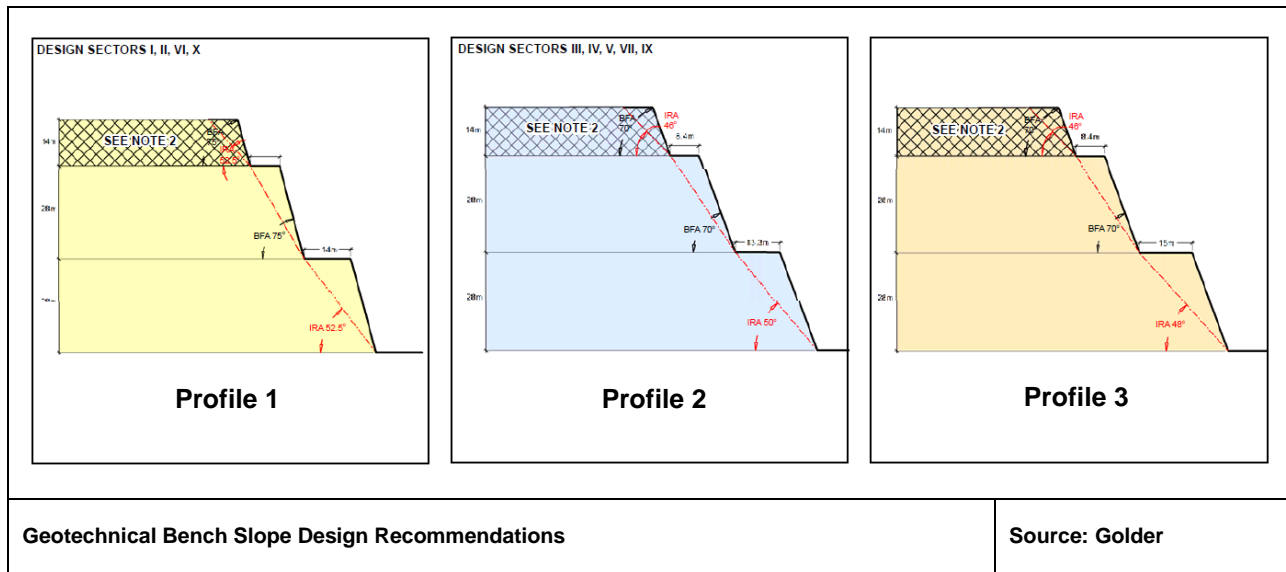 DESIGN SECTORS I, II, VI, X
14m
SEE NOTE 2
BFA
75°
IRA
28m
BFA 75°
14m
IRA 52.5°
Profile 1
DESIGN SECTORS III, IV, V, VII, IX
14m
SEE NOTE 2
BFA
70°
IRA
46°
8.4m
28m
BFA 70°
28m
IRA 50°
Profile 2
14m
SEE NOTE 2
BFA
70°
IRA
46°
8.4m
28m
BFA 70°
15m
28m
IRA 48°
Profile 3
Geotechnical Bench Slope Design Recommendations
Source: Golder